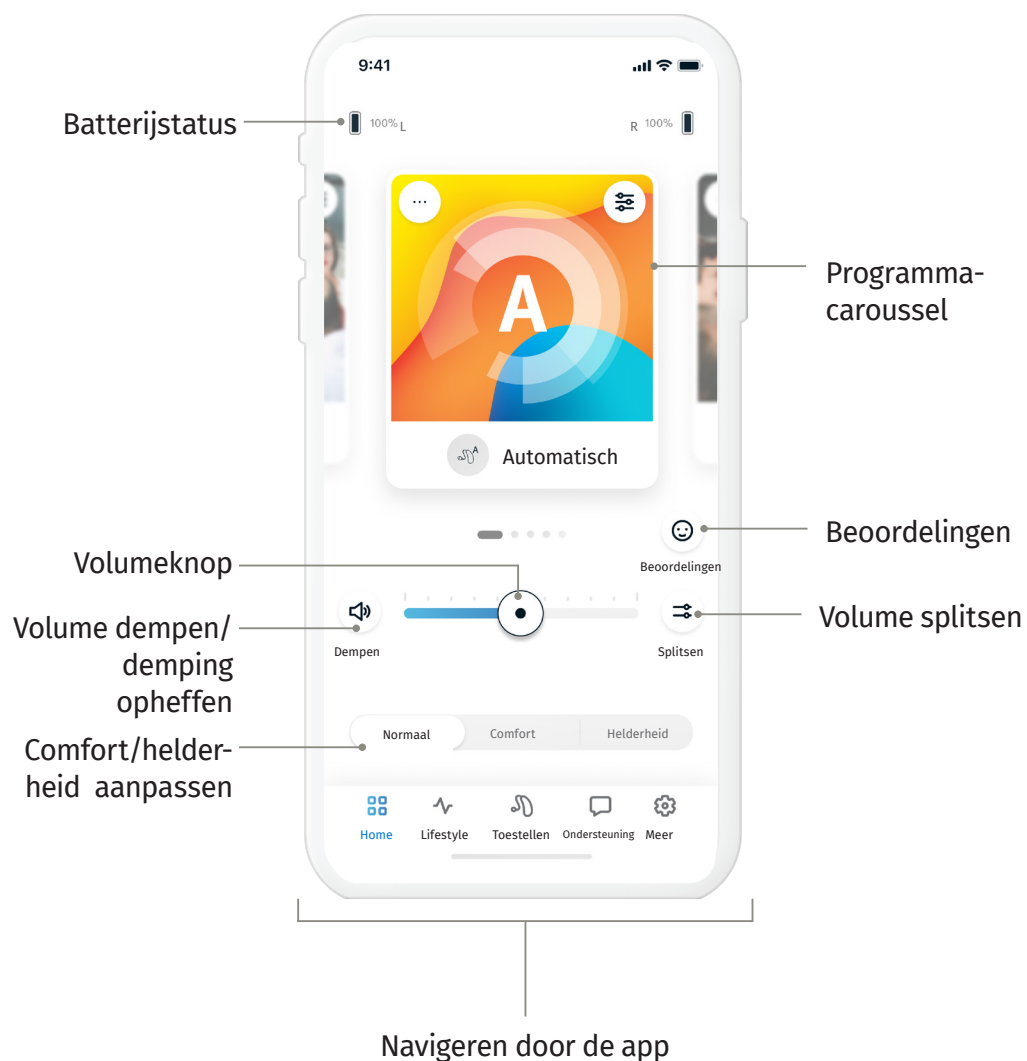 9:41
Batterijstatus
100% L
R 100%
...
A
Programma-
caroussel
A
Automatisch
Beoordelingen
Beoordelingen
Volumeknop
Volume splitsen
Volume dempen/
demping
opheffen
Dempen
Splitsen
Normaal
Comfort
Helderheid
Comfort/helder-
heid aanpassen
Home
Lifestyle
Toestellen
Ondersteuning
Meer
Navigeren door de app